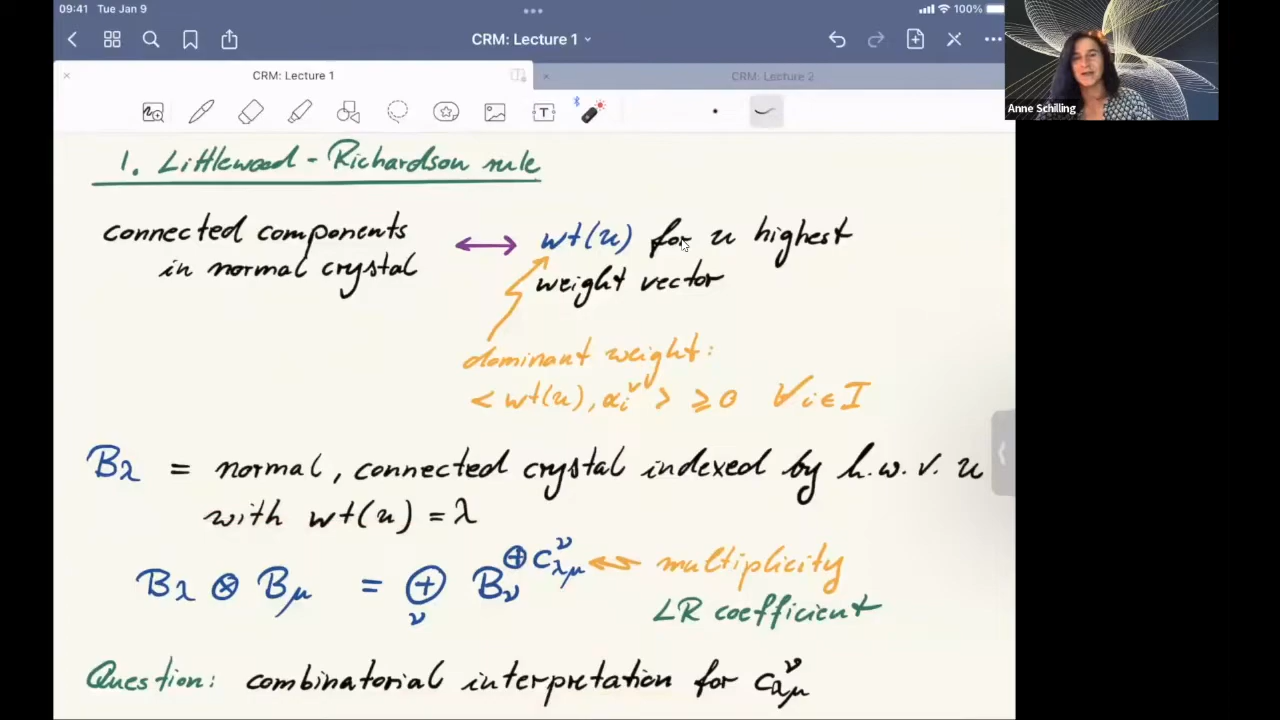 09:41 Tue Jan 9
100%
CRM: Lecture 1
CRM: Lecture 1
CRM: Lecture 2
Anne Schilling
1. Littlewood - Richardson rule
connected components
in normal crystal
↔ wt(u) for u highest
weight vector
dominant weight:
< wt(u), αᵢ^∨ > ≥ 0 ∀ i ∈ I
B_λ = normal, connected crystal indexed by h.w.v. u
with wt(u) = λ
B_λ ⊗ B_μ = ⊕_ν B_ν^{⊕ c_{λμ}^ν} multiplicity
LR coefficient
Question: combinatorial interpretation for c_{λμ}^ν